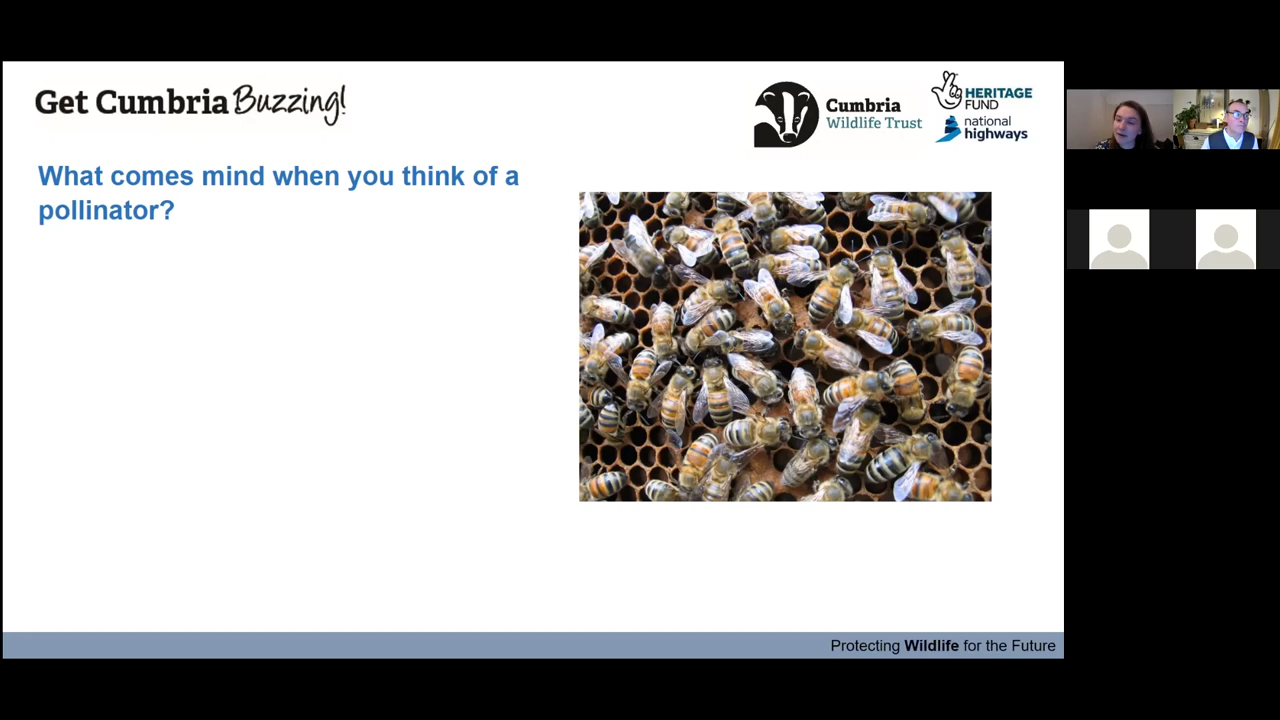 Get Cumbria Buzzing!
Cumbria
Wildlife Trust
HERITAGE
FUND
national
highways
What comes mind when you think of a
pollinator?
Protecting Wildlife for the Future